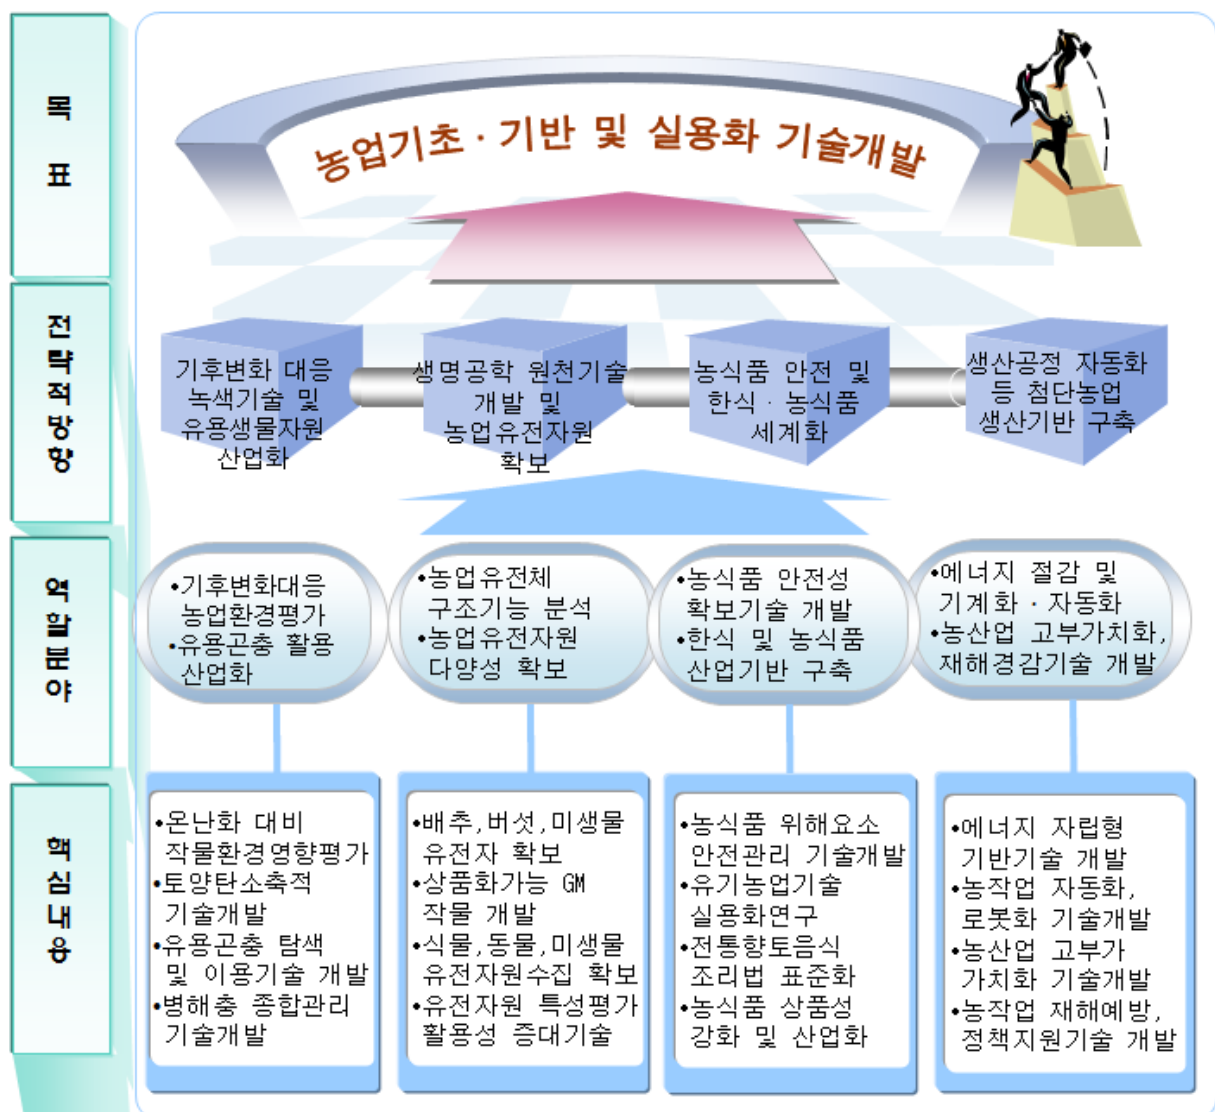 목
표
농업기초 · 기반 및 실용화 기술개발
전
략
적
방
향
기후변화 대응
녹색기술 및
유용생물자원
산업화
생명공학 원천기술
개발 및
농업유전자원
확보
농식품 안전 및
한식 · 농식품
세계화
생산공정 자동화
등 첨단농업
생산기반 구축
역
할
분
야
•기후변화대응
농업환경평가
•유용곤충 활용
산업화
•농업유전체
구조기능 분석
•농업유전자원
다양성 확보
•농식품 안전성
확보기술 개발
•한식 및 농식품
산업기반 구축
•에너지 절감 및
기계화 · 자동화
•농산업 고부가치화,
재해경감기술 개발
핵
심
내
용
•온난화 대비
작물환경영향평가
•토양탄소축적
기술개발
•유용곤충 탐색
및 이용기술 개발
•병해충 종합관리
기술개발
•배추,버섯,미생물
유전자 확보
•상품화가능 GM
작물 개발
•식물,동물,미생물
유전자원수집 확보
•유전자원 특성평가
활용성 증대기술
•농식품 위해요소
안전관리 기술개발
•유기농업기술
실용화연구
•전통향토음식
조리법 표준화
•농식품 상품성
강화 및 산업화
•에너지 자립형
기반기술 개발
•농작업 자동화,
로봇화 기술개발
•농산업 고부가
가치화 기술개발
•농작업 재해예방,
정책지원기술 개발